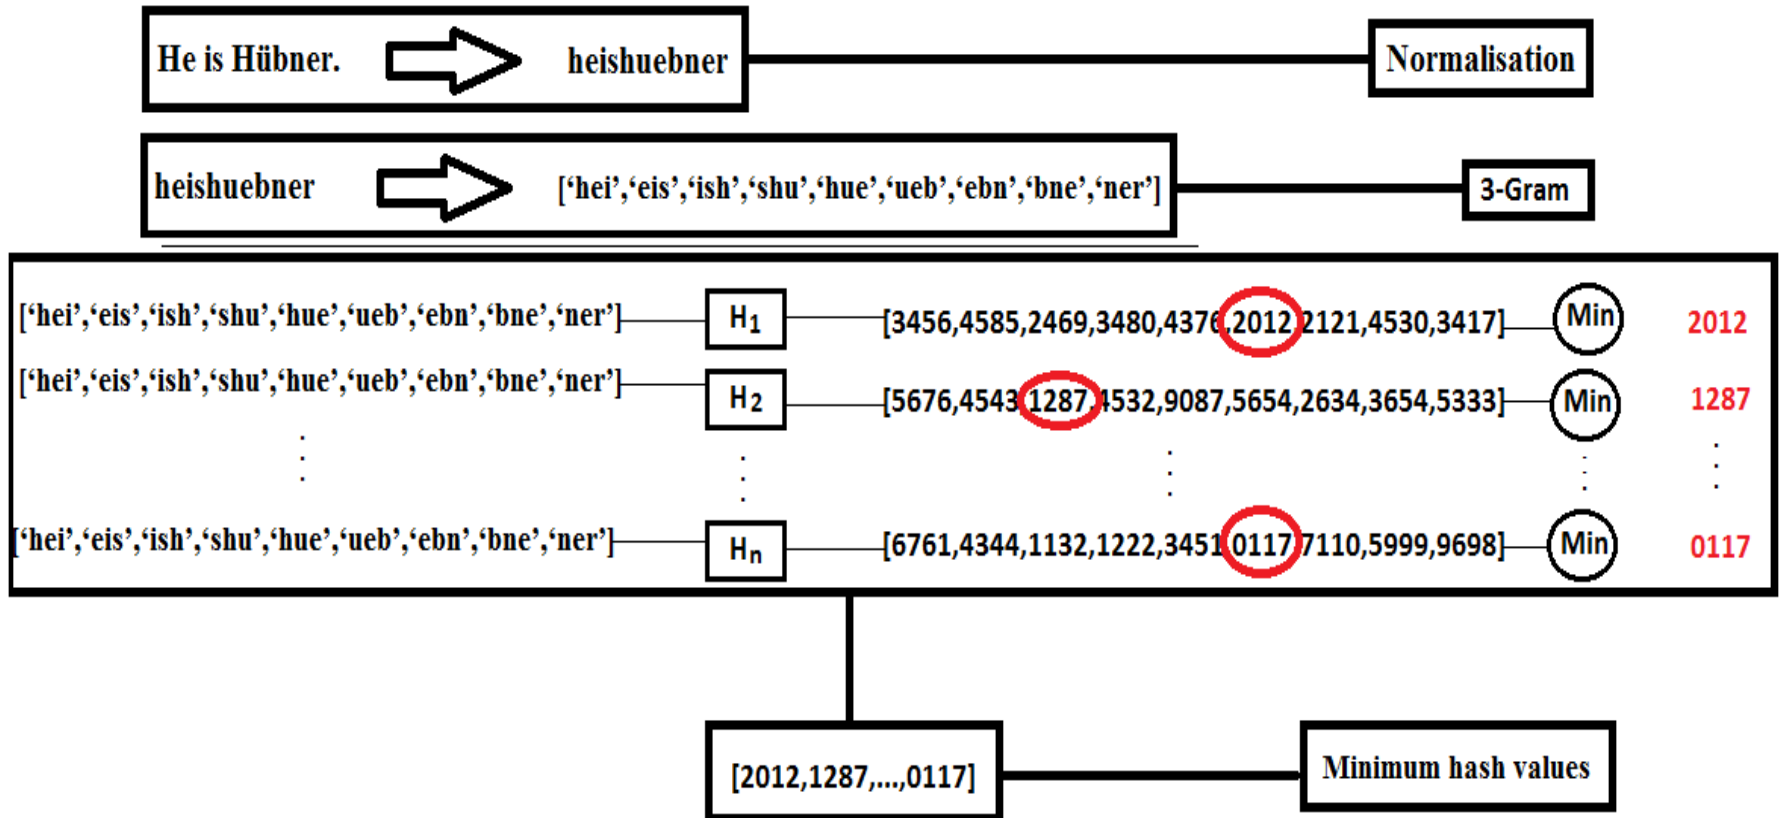 He is Hübner. heishuebner Normalisation
heishuebner [‘hei’,‘eis’,‘ish’,‘shu’,‘hue’,‘ueb’,‘ebn’,‘bne’,‘ner’] 3-Gram
[‘hei’,‘eis’,‘ish’,‘shu’,‘hue’,‘ueb’,‘ebn’,‘bne’,‘ner’] H1 [3456,4585,2469,3480,4376,2012,2121,4530,3417] Min 2012
[‘hei’,‘eis’,‘ish’,‘shu’,‘hue’,‘ueb’,‘ebn’,‘bne’,‘ner’] H2 [5676,4543,1287,4532,9087,5654,2634,3654,5333] Min 1287
[‘hei’,‘eis’,‘ish’,‘shu’,‘hue’,‘ueb’,‘ebn’,‘bne’,‘ner’] Hn [6761,4344,1132,1222,3451,0117,7110,5999,9698] Min 0117
[2012,1287,...,0117] Minimum hash values